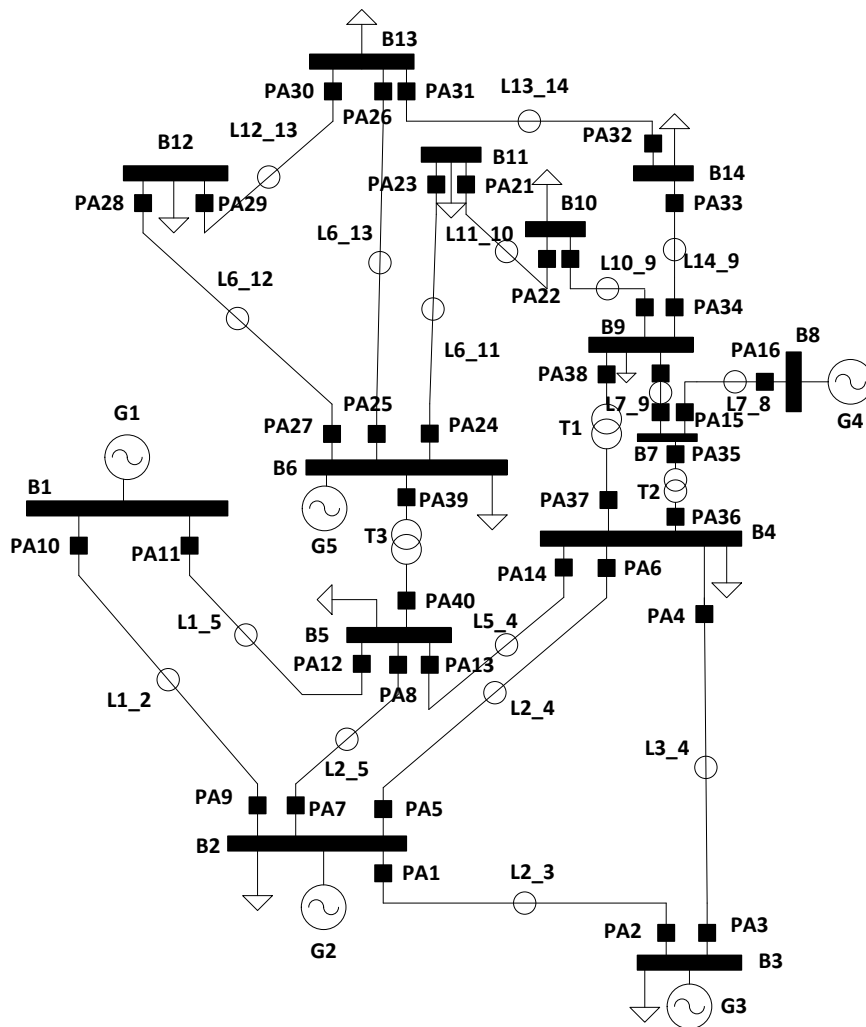 B13
PA30
PA26
PA31
L13_14
PA32
L12_13
B12
B11
B14
PA28
PA29
PA23
PA21
B10
PA33
L6_13
L11_10
L6_12
PA22
L10_9
L14_9
PA34
B9
B8
PA16
L6_11
PA38
L7_9
L7_8
G4
G1
PA27
PA25
PA24
T1
PA15
B7
PA35
B6
T2
B1
PA39
PA37
PA36
G5
T3
B4
PA10
PA11
PA14
PA6
PA40
L5_4
PA4
L1_5
B5
PA12
PA8
PA13
L1_2
L2_4
L3_4
L2_5
PA9
PA7
PA5
B2
PA1
L2_3
G2
PA2
PA3
B3
G3